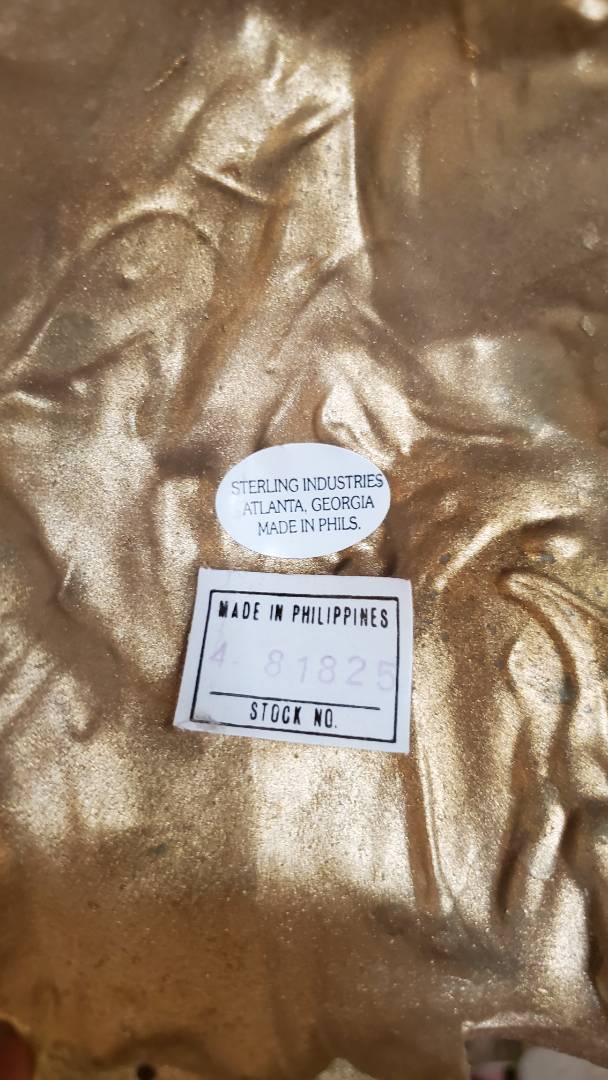 STERLING INDUSTRIES
ATLANTA, GEORGIA
MADE IN PHILS.
MADE IN PHILIPPINES
4- 81825
STOCK NO.